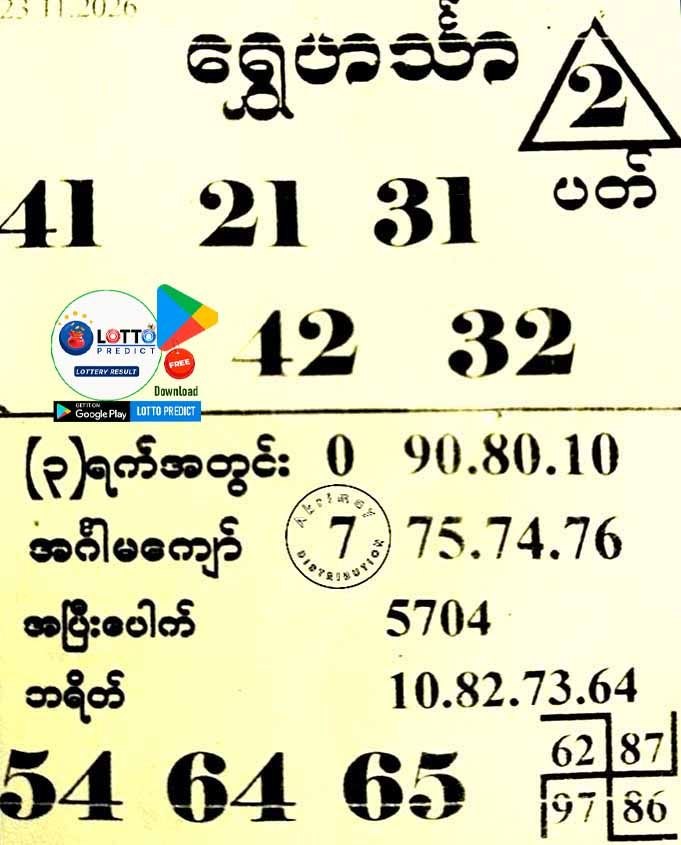 23 11.2026
ရွှေဟင်္သာ
2
ပတ်
41 21 31
42 32
LOTTO
PREDICT
LOTTERY RESULT
FREE
Download
GET IT ON
Google Play LOTTO PREDICT
(၃)ရက်အတွင်း 0 90.80.10
အင်္ဂါမကျော် 7 75.74.76
DISTRIBUTION
အပြီးပေါက် 5704
ဘရိတ် 10.82.73.64
54 64 65
62 87
97 86